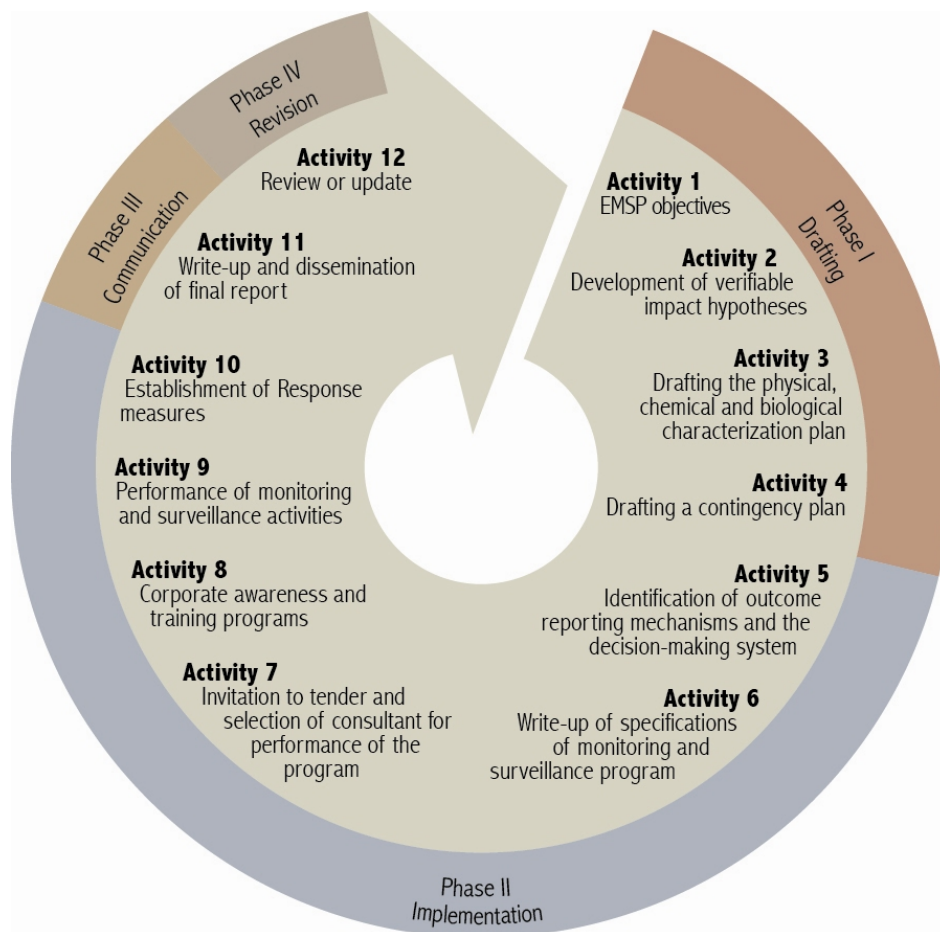 Phase I
Drafting
Activity 1
EMSP objectives
Activity 2
Development of verifiable
impact hypotheses
Activity 3
Drafting the physical,
chemical and biological
characterization plan
Activity 4
Drafting a contingency plan
Phase II
Implementation
Activity 5
Identification of outcome
reporting mechanisms and the
decision-making system
Activity 6
Write-up of specifications
of monitoring and
surveillance program
Activity 7
Invitation to tender and
selection of consultant for
performance of the
program
Activity 8
Corporate awareness and
training programs
Activity 9
Performance of monitoring
and surveillance activities
Activity 10
Establishment of Response
measures
Phase III
Communication
Activity 11
Write-up and dissemination
of final report
Phase IV
Revision
Activity 12
Review or update